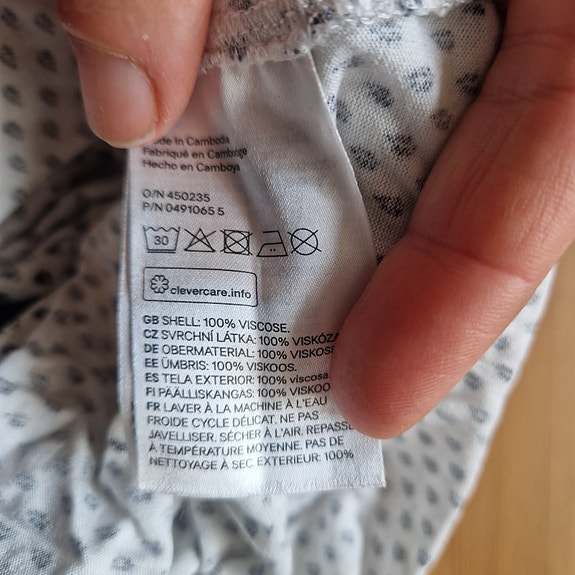 in Cambodia
Fabriqué en Cambodge
Hecho en Camboya
O/N 450235
P/N 0491065 5
30
clevercare.info
GB SHELL: 100% VISCOSE.
CZ SVRCHNÍ LÁTKA: 100% VISKÓZA
DE OBERMATERIAL: 100% VISKOSE
EE ÜMBRIS: 100% VISKOOS.
ES TELA EXTERIOR: 100% viscosa.
FI PÄÄLLISKANGAS: 100% VISKOO
FR LAVER À LA MACHINE À L'EAU
FROIDE CYCLE DÉLICAT. NE PAS
JAVELLISER. SÉCHER À L'AIR. REPASSE
À TEMPÉRATURE MOYENNE. PAS DE
NETTOYAGE À SEC. EXTERIEUR: 100%